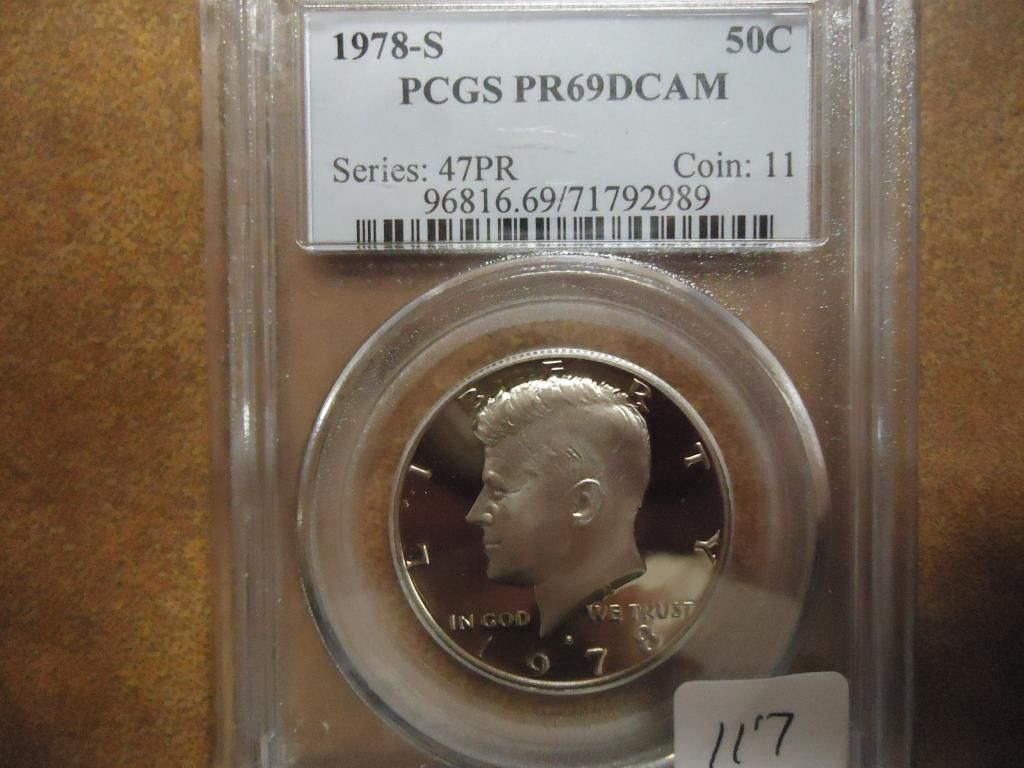 1978-S 50C
PCGS PR69DCAM
Series: 47PR Coin: 11
96816.69/71792989
LIBERTY
IN GOD WE TRUST
1978
117